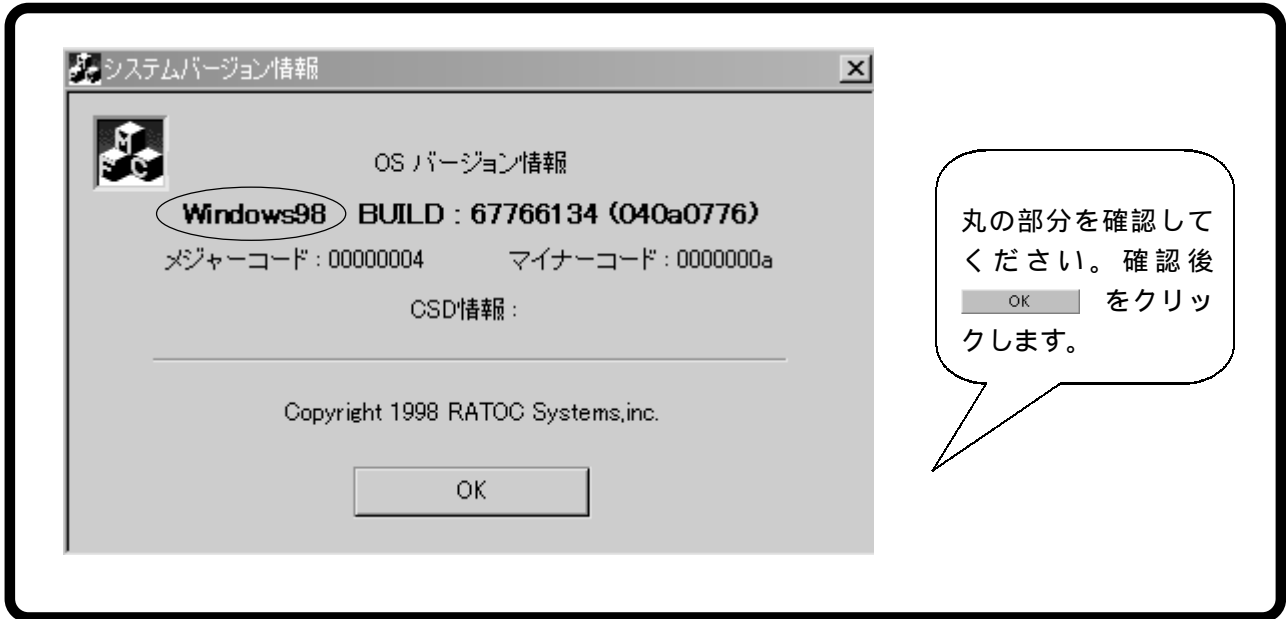 システムバージョン情報
OS バージョン情報
Windows98 BUILD : 67766134 (040a0776)
メジャーコード : 00000004 マイナーコード : 0000000a
CSD情報 :
Copyright 1998 RATOC Systems,inc.
OK
丸の部分を確認して
ください。確認後
OK をクリッ
クします。